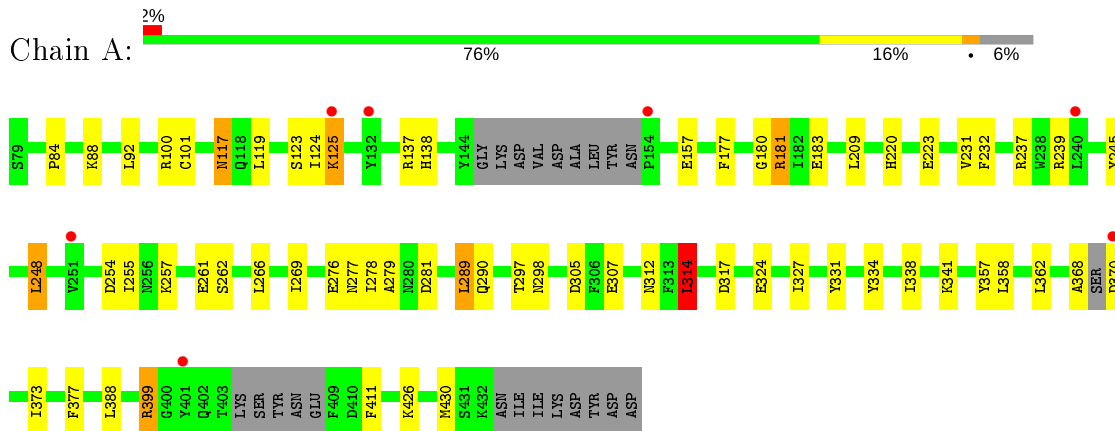 2%
Chain A:
76% 16% • 6%
S79 P84 K88 L92 R100 C101 N117 Q118 L119 S123 I124 K125 Y132 R137 H138 Y144 GLY LYS ASP VAL ASP ALA LEU TYR ASN P154 E157 F177 G180 R181 I182 E183 L209 H220 E223 V231 F232 R237 W238 R239 L240
L248 V251 D254 I255 N256 K257 E261 S262 L266 I269 E276 N277 I278 A279 N280 D281 L289 Q290 T297 N298 D305 F306 E307 N312 F313 L314 D317 E324 I327 Y331 Y334 I338 K341 Y357 L358 L362 A368 SER
I373 F377 L388 R399 G400 Y401 Q402 T403 LYS SER TYR ASN GLU F409 D410 F411 K426 M430 S431 K432 ASN ILE ILE LYS ASP TYR ASP ASP